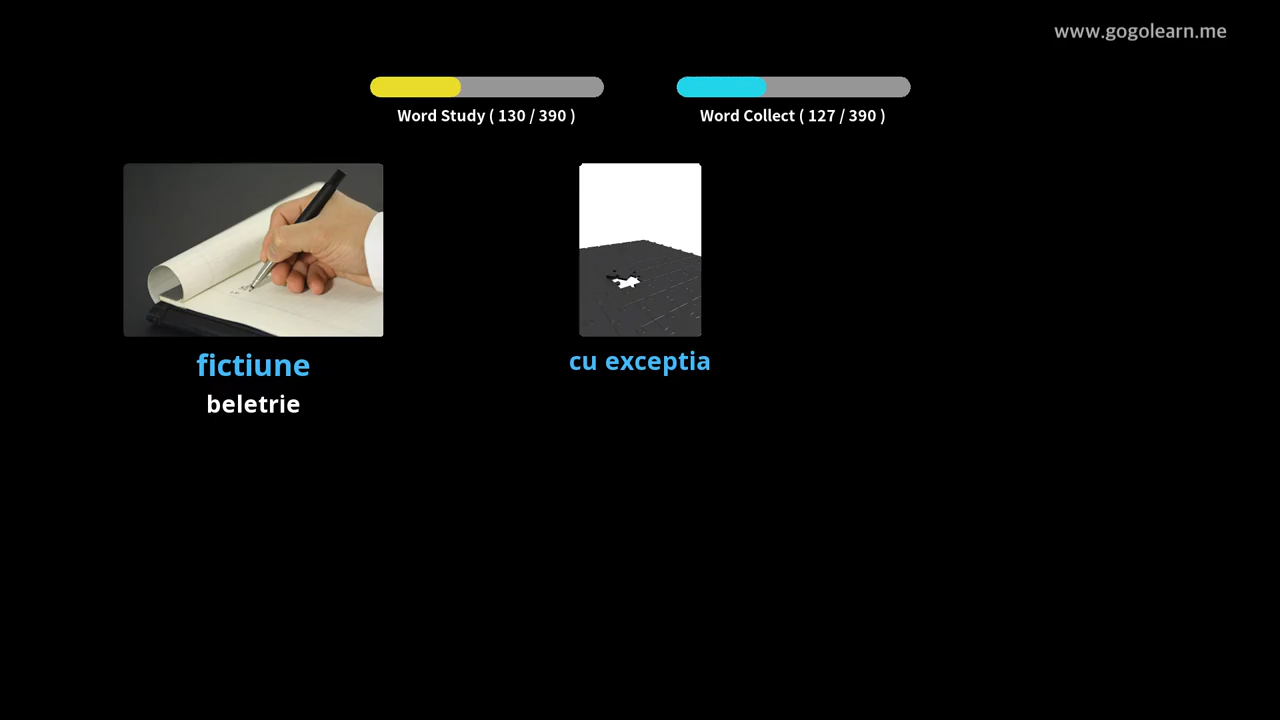 www.gogolearn.me
Word Study ( 130 / 390 )
Word Collect ( 127 / 390 )
fictiune
beletrie
cu exceptia